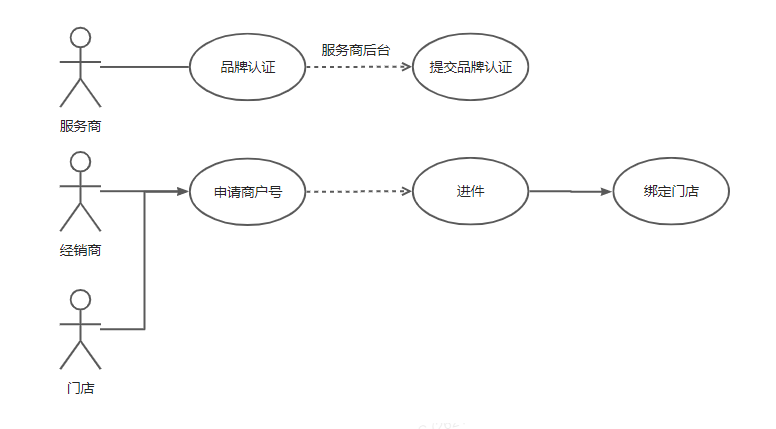 服务商后台
品牌认证
提交品牌认证
服务商
申请商户号
进件
绑定门店
经销商
门店